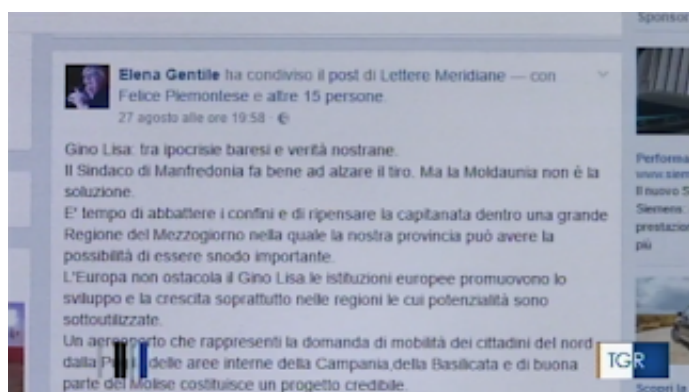 Sponsor
Elena Gentile ha condiviso il post di Lettere Meridiane — con
Felice Piemontese e altre 15 persone.
27 agosto alle ore 19:58 ·
Gino Lisa: tra ipocrisie baresi e verità nostrane.
Il Sindaco di Manfredonia fa bene ad alzare il tiro. Ma la Moldaunia non è la
soluzione.
E' tempo di abbattere i confini e di ripensare la capitanata dentro una grande
Regione del Mezzogiorno nella quale la nostra provincia può avere la
possibilità di essere snodo importante.
L'Europa non ostacola il Gino Lisa.le istituzioni europee promuovono lo
sviluppo e la crescita soprattutto nelle regioni le cui potenzialità sono
sottoutilizzate.
Un aeroporto che rappresenti la domanda di mobilità dei cittadini del nord
dalla delle aree interne della Campania,della Basilicata e di buona
parte del Molise costituisce un progetto credibile.
Performa
www.siem
Il nuovo S
Siemens:
prestazion
più
TGR
Scopri la